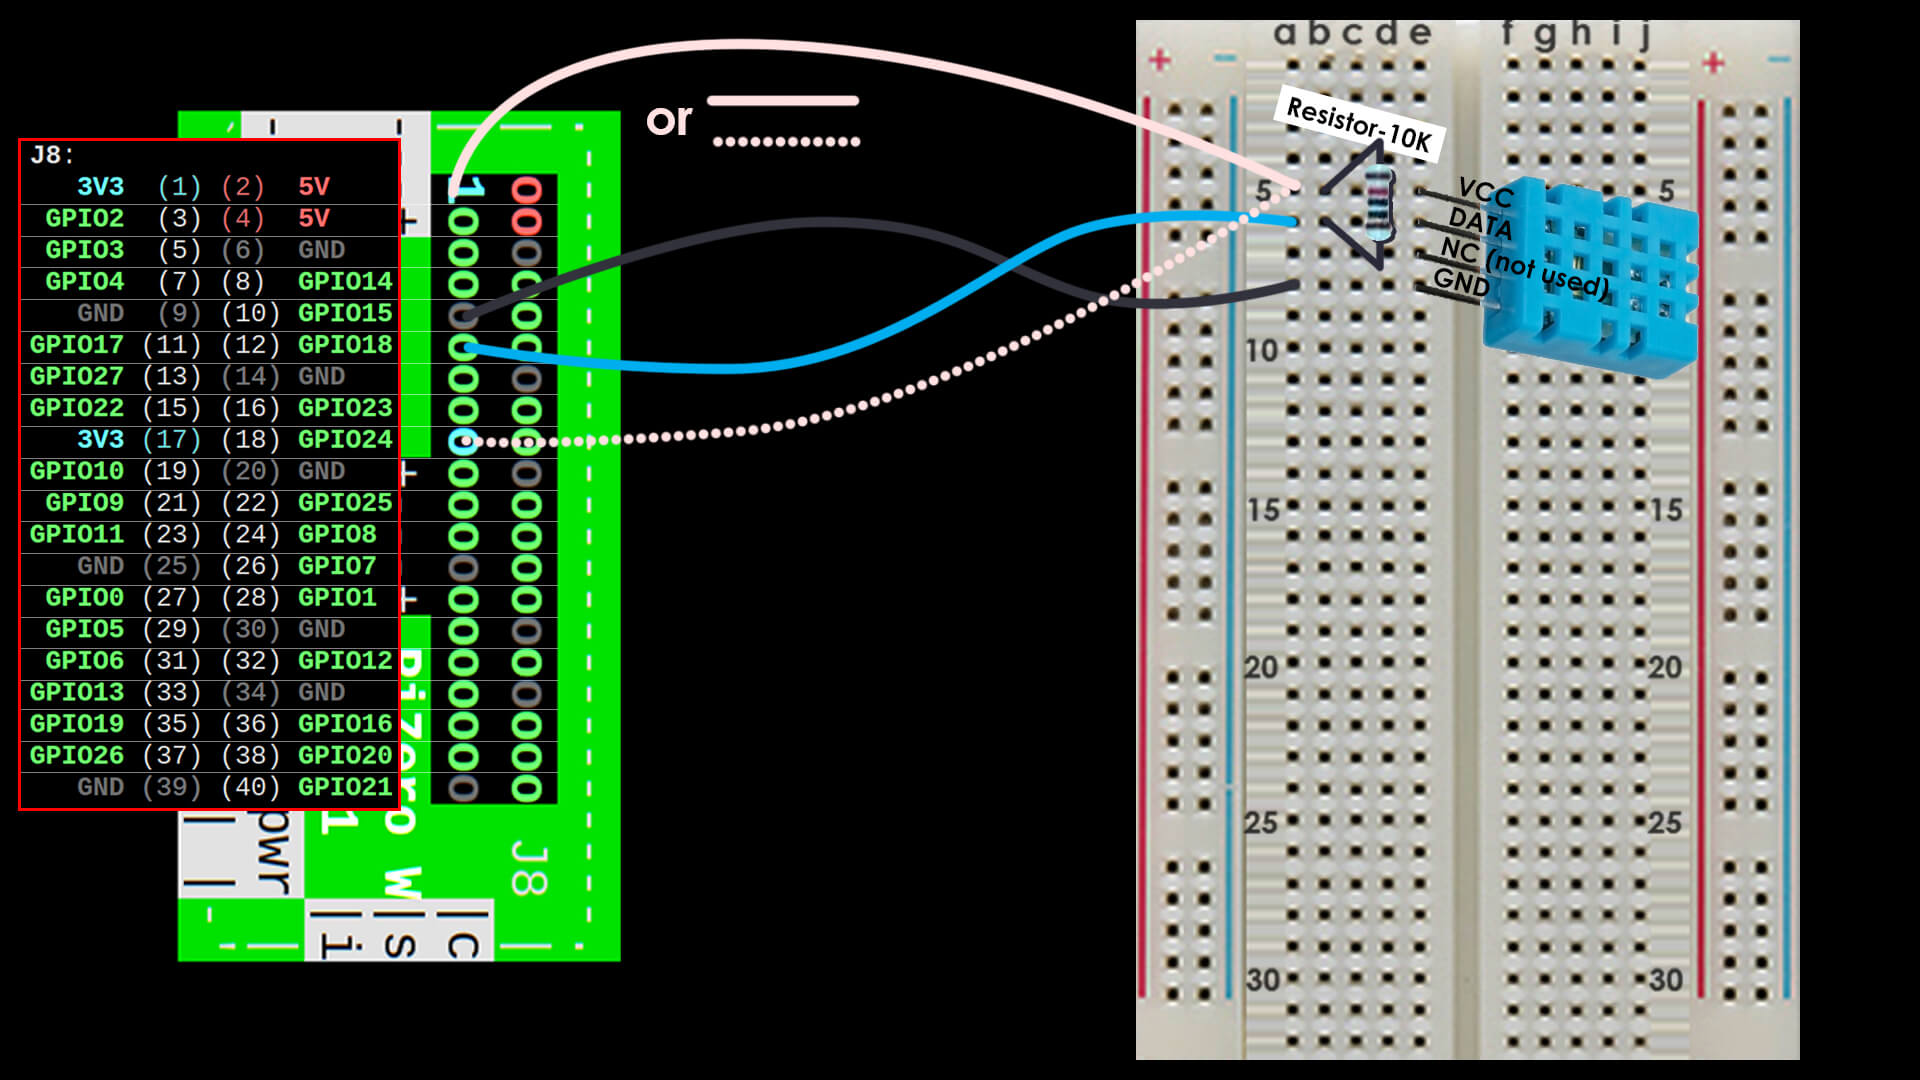 a b c d e f g h i j
+ − + −
or
Resistor-10K
J8:
3V3 (1) (2) 5V
GPIO2 (3) (4) 5V
GPIO3 (5) (6) GND
GPIO4 (7) (8) GPIO14
GND (9) (10) GPIO15
GPIO17 (11) (12) GPIO18
GPIO27 (13) (14) GND
GPIO22 (15) (16) GPIO23
3V3 (17) (18) GPIO24
GPIO10 (19) (20) GND
GPIO9 (21) (22) GPIO25
GPIO11 (23) (24) GPIO8
GND (25) (26) GPIO7
GPIO0 (27) (28) GPIO1
GPIO5 (29) (30) GND
GPIO6 (31) (32) GPIO12
GPIO13 (33) (34) GND
GPIO19 (35) (36) GPIO16
GPIO26 (37) (38) GPIO20
GND (39) (40) GPIO21
1
PiZero W
1
pwr
J8
i S C
VCC
DATA
NC (not used)
GND
5 5
10
15 15
20 20
25 25
30 30